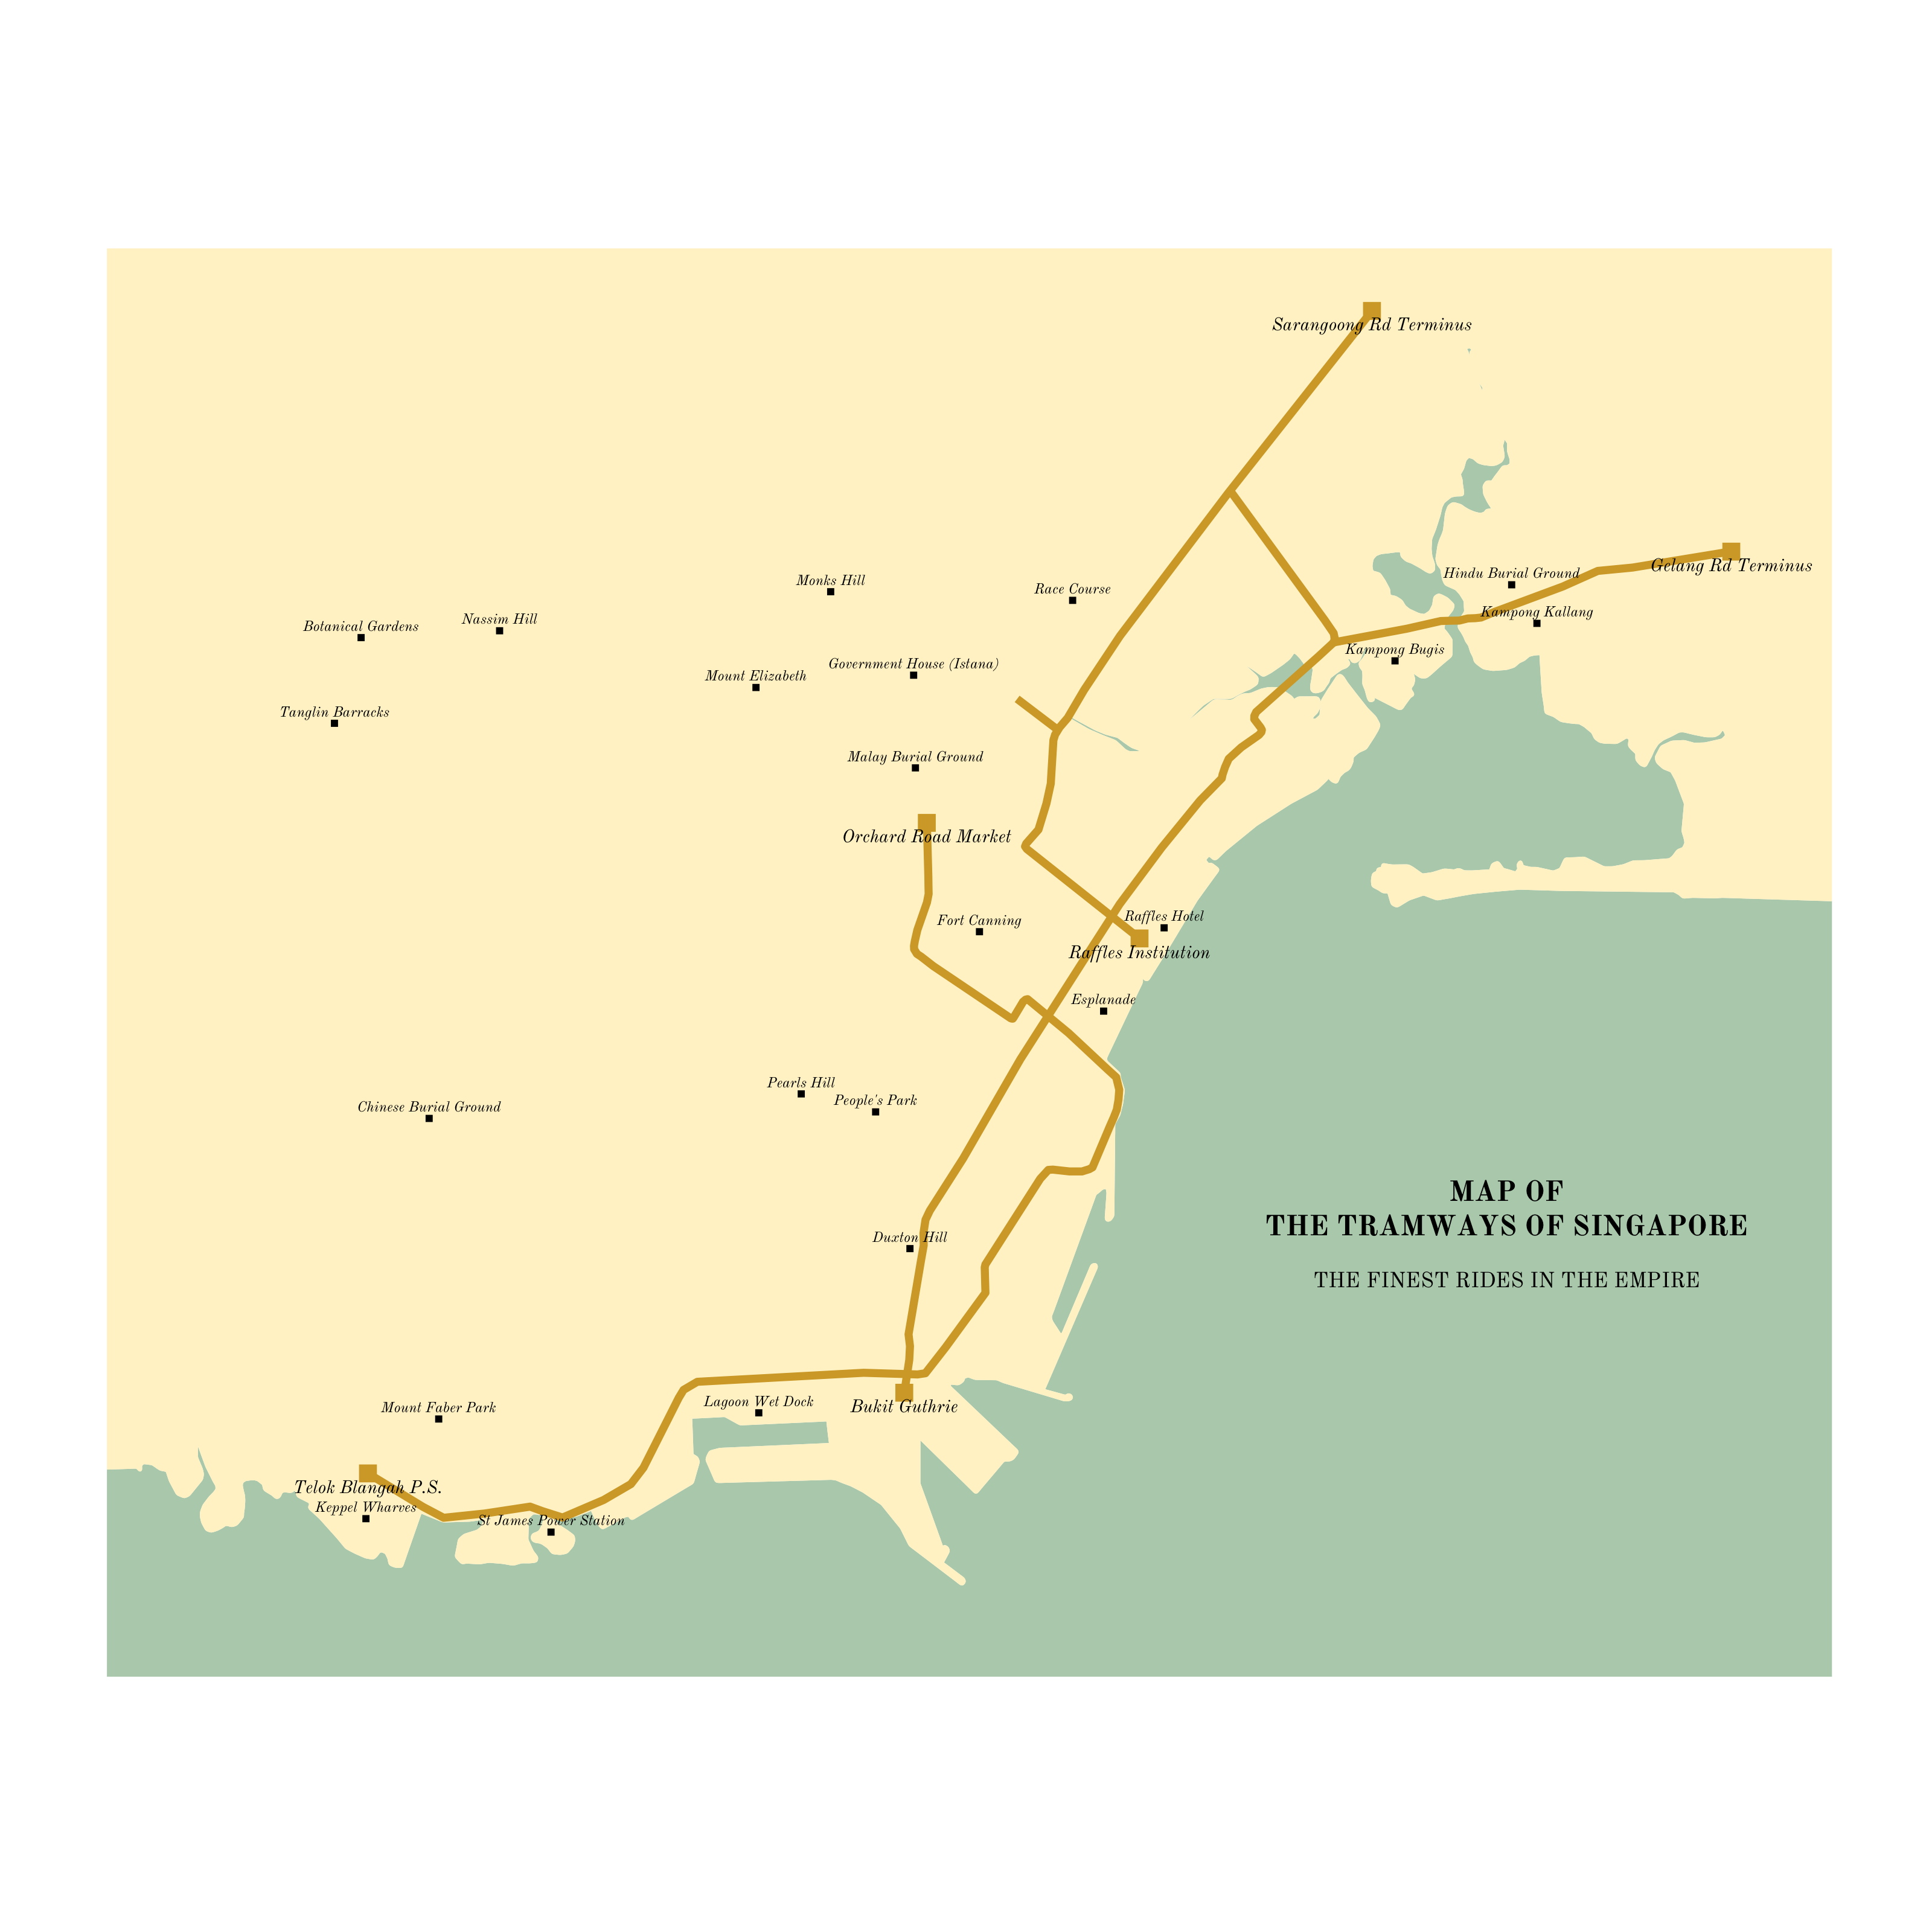 Sarangoong Rd Terminus
Gelang Rd Terminus
Hindu Burial Ground
Monks Hill
Race Course
Kampong Kallang
Nassim Hill
Botanical Gardens
Kampong Bugis
Government House (Istana)
Mount Elizabeth
Tanglin Barracks
Malay Burial Ground
Orchard Road Market
Raffles Hotel
Fort Canning
Raffles Institution
Esplanade
Pearls Hill
People's Park
Chinese Burial Ground
MAP OF
THE TRAMWAYS OF SINGAPORE
THE FINEST RIDES IN THE EMPIRE
Duxton Hill
Lagoon Wet Dock
Bukit Guthrie
Mount Faber Park
Telok Blangah P.S.
Keppel Wharves
St James Power Station